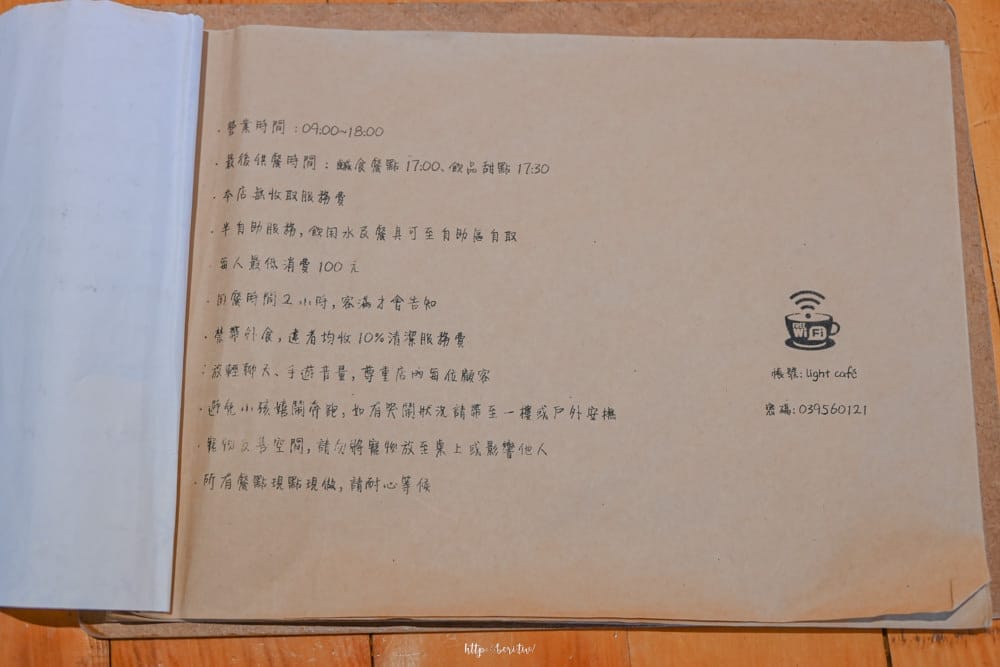 ．營業時間：09:00~18:00
．最後供餐時間：鹹食餐點 17:00、飲品甜點 17:30
．本店無收取服務費
．半自助服務，飲用水及餐具可至自助區自取
．每人最低消費 100 元
．用餐時間 2 小時，客滿才會告知
．禁帶外食，違者均收 10% 清潔服務費
．放輕聊天、手遊音量，尊重店內每位顧客
．避免小孩嬉鬧奔跑，如有哭鬧狀況請帶至一樓或戶外安撫
．寵物友善空間，請勿將寵物放至桌上或影響他人
．所有餐點現點現做，請耐心等候
FREE
WiFi
帳號：light café
密碼：039560121